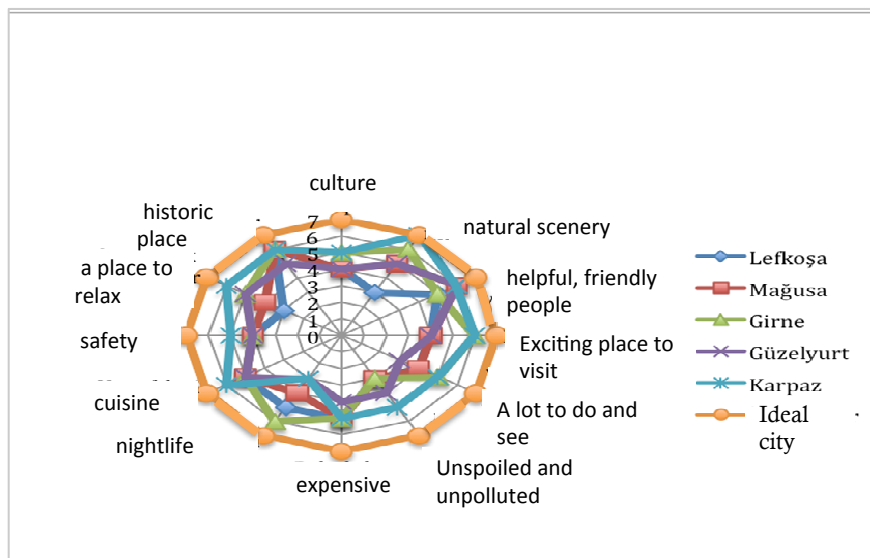 culture
historic
place
natural scenery
a place to
relax
helpful, friendly
people
safety
Exciting place to
visit
cuisine
A lot to do and
see
nightlife
Unspoiled and
unpolluted
expensive
7
6
5
4
3
2
1
0
Lefkoşa
Mağusa
Girne
Güzelyurt
Karpaz
Ideal
city